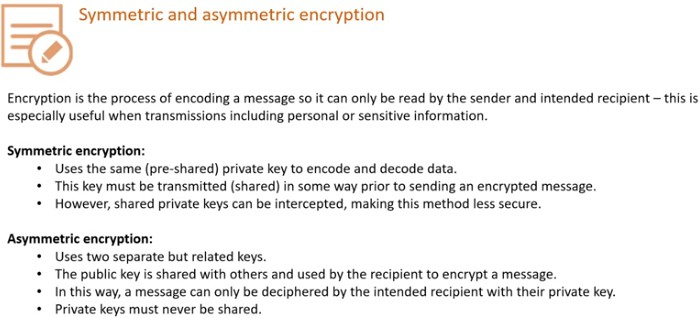 Symmetric and asymmetric encryption
Encryption is the process of encoding a message so it can only be read by the sender and intended recipient – this is
especially useful when transmissions including personal or sensitive information.
Symmetric encryption:
• Uses the same (pre-shared) private key to encode and decode data.
• This key must be transmitted (shared) in some way prior to sending an encrypted message.
• However, shared private keys can be intercepted, making this method less secure.
Asymmetric encryption:
• Uses two separate but related keys.
• The public key is shared with others and used by the recipient to encrypt a message.
• In this way, a message can only be deciphered by the intended recipient with their private key.
• Private keys must never be shared.